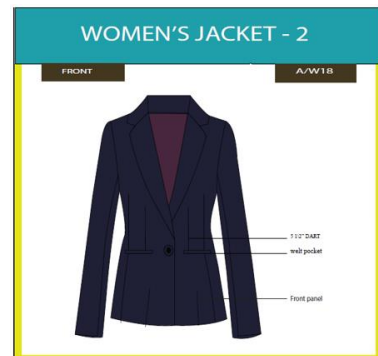 WOMEN'S JACKET - 2
FRONT
A/W18
5 1/2" DART
welt pocket
Front panel